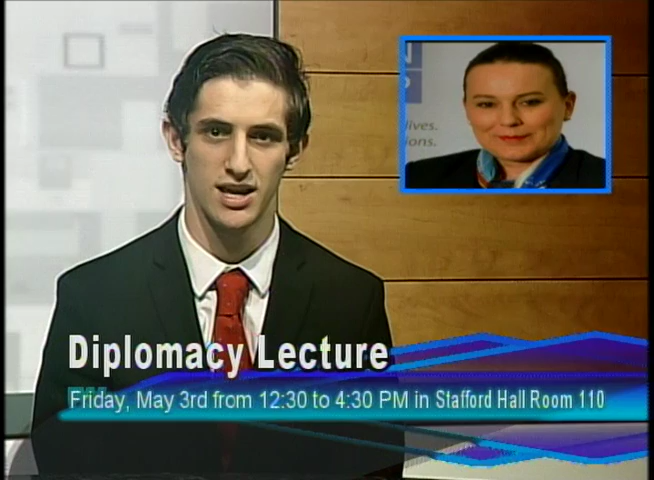 N
P
lives.
ions.
Diplomacy Lecture
Friday, May 3rd from 12:30 to 4:30 PM in Stafford Hall Room 110